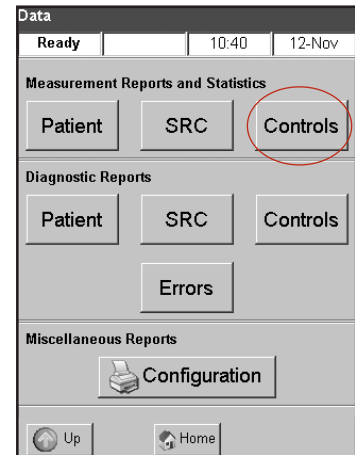 Data
Ready 10:40 12-Nov
Measurement Reports and Statistics
Patient SRC Controls
Diagnostic Reports
Patient SRC Controls
Errors
Miscellaneous Reports
Configuration
Up Home